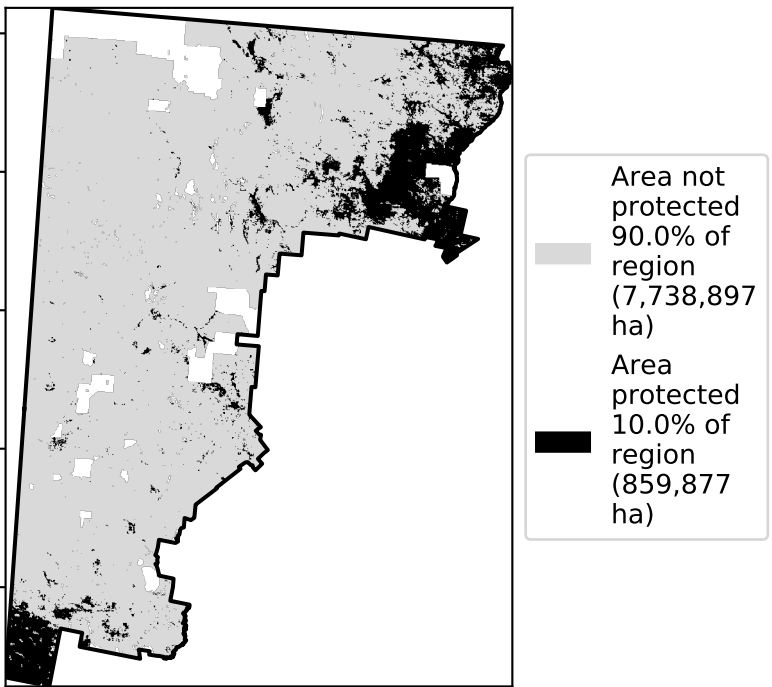 Area not
protected
90.0% of
region
(7,738,897
ha)
Area
protected
10.0% of
region
(859,877
ha)